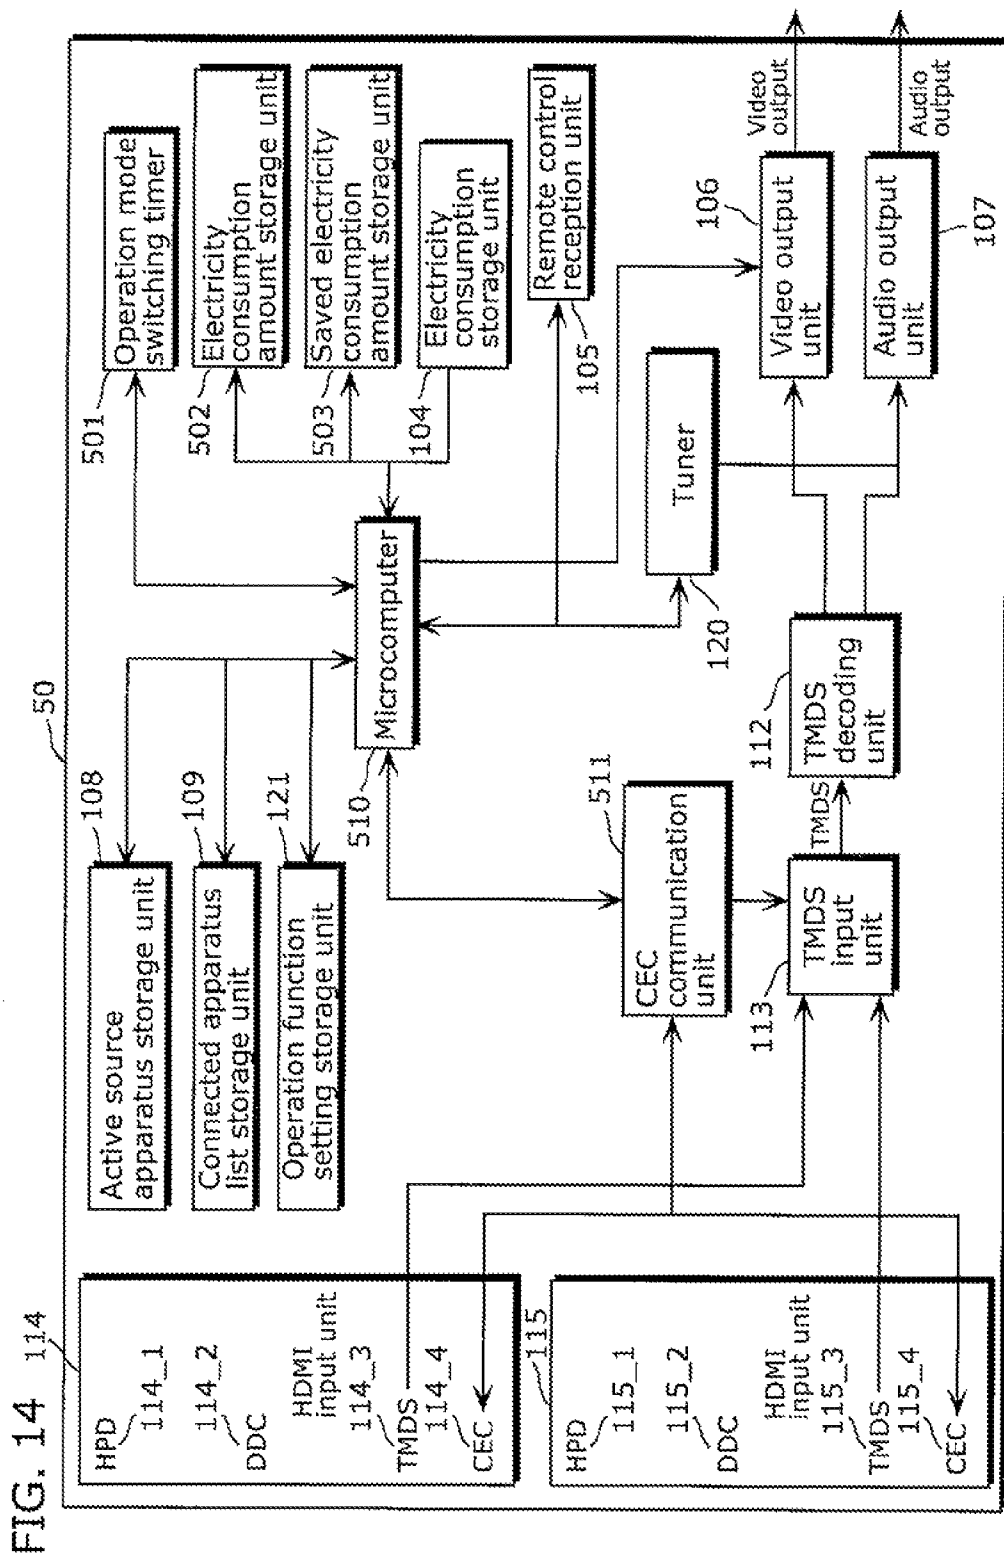 FIG. 14
50
114
HPD
114_1
114_2
DDC
HDMI
input unit
114_3
TMDS
114_4
CEC
115
HPD
115_1
115_2
DDC
HDMI
input unit
115_3
TMDS
115_4
CEC
108
Active source
apparatus storage unit
109
Connected apparatus
list storage unit
121
Operation function
setting storage unit
510
Microcomputer
511
CEC
communication
unit
113
TMDS
input
unit
TMDS
112
TMDS
decoding
unit
501
Operation mode
switching timer
502
Electricity
consumption
amount storage unit
503
Saved electricity
consumption
amount storage unit
104
Electricity
consumption
storage unit
105
Remote control
reception unit
120
Tuner
106
Video output
unit
Video
output
107
Audio output
unit
Audio
output